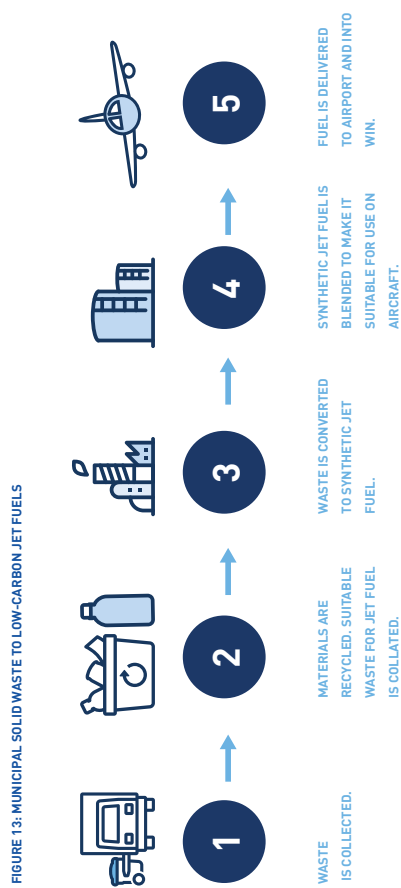 FIGURE 13: MUNICIPAL SOLID WASTE TO LOW-CARBON JET FUELS
1
WASTE
IS COLLECTED.
2
MATERIALS ARE
RECYCLED. SUITABLE
WASTE FOR JET FUEL
IS COLLATED.
3
WASTE IS CONVERTED
TO SYNTHETIC JET
FUEL.
4
SYNTHETIC JET FUEL IS
BLENDED TO MAKE IT
SUITABLE FOR USE ON
AIRCRAFT.
5
FUEL IS DELIVERED
TO AIRPORT AND INTO
WIN.